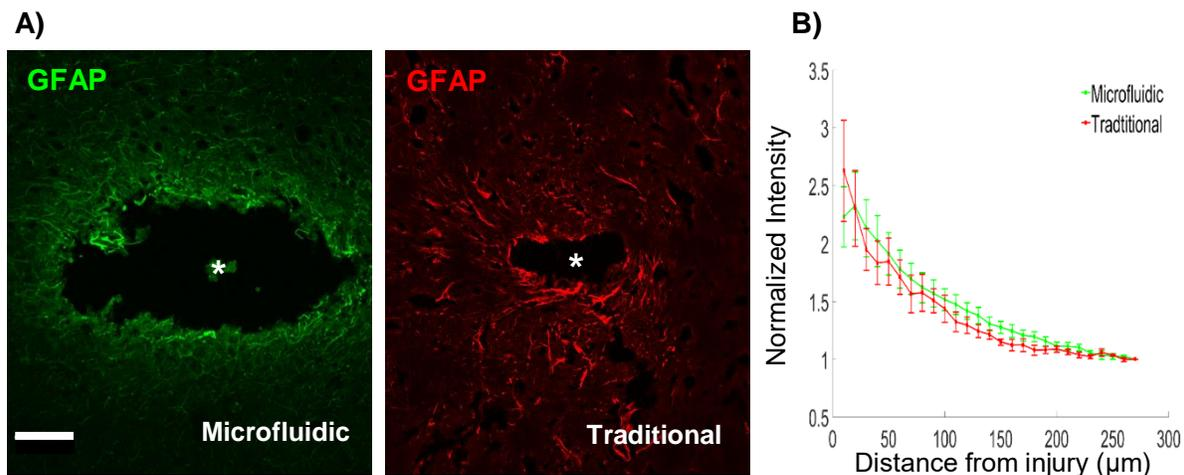 A)
GFAP
*
Microfluidic
GFAP
*
Traditional
B)
Normalized Intensity
3.5
3
2.5
2
1.5
1
0.5
Microfluidic
Tradtitional
0
50
100
150
200
250
300
Distance from injury (µm)